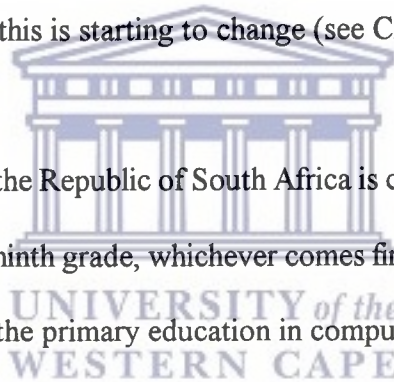 this is starting to change (see C
the Republic of South Africa is
ninth grade, whichever comes fir
UNIVERSITY of the
the primary education in compu
WESTERN CAPE